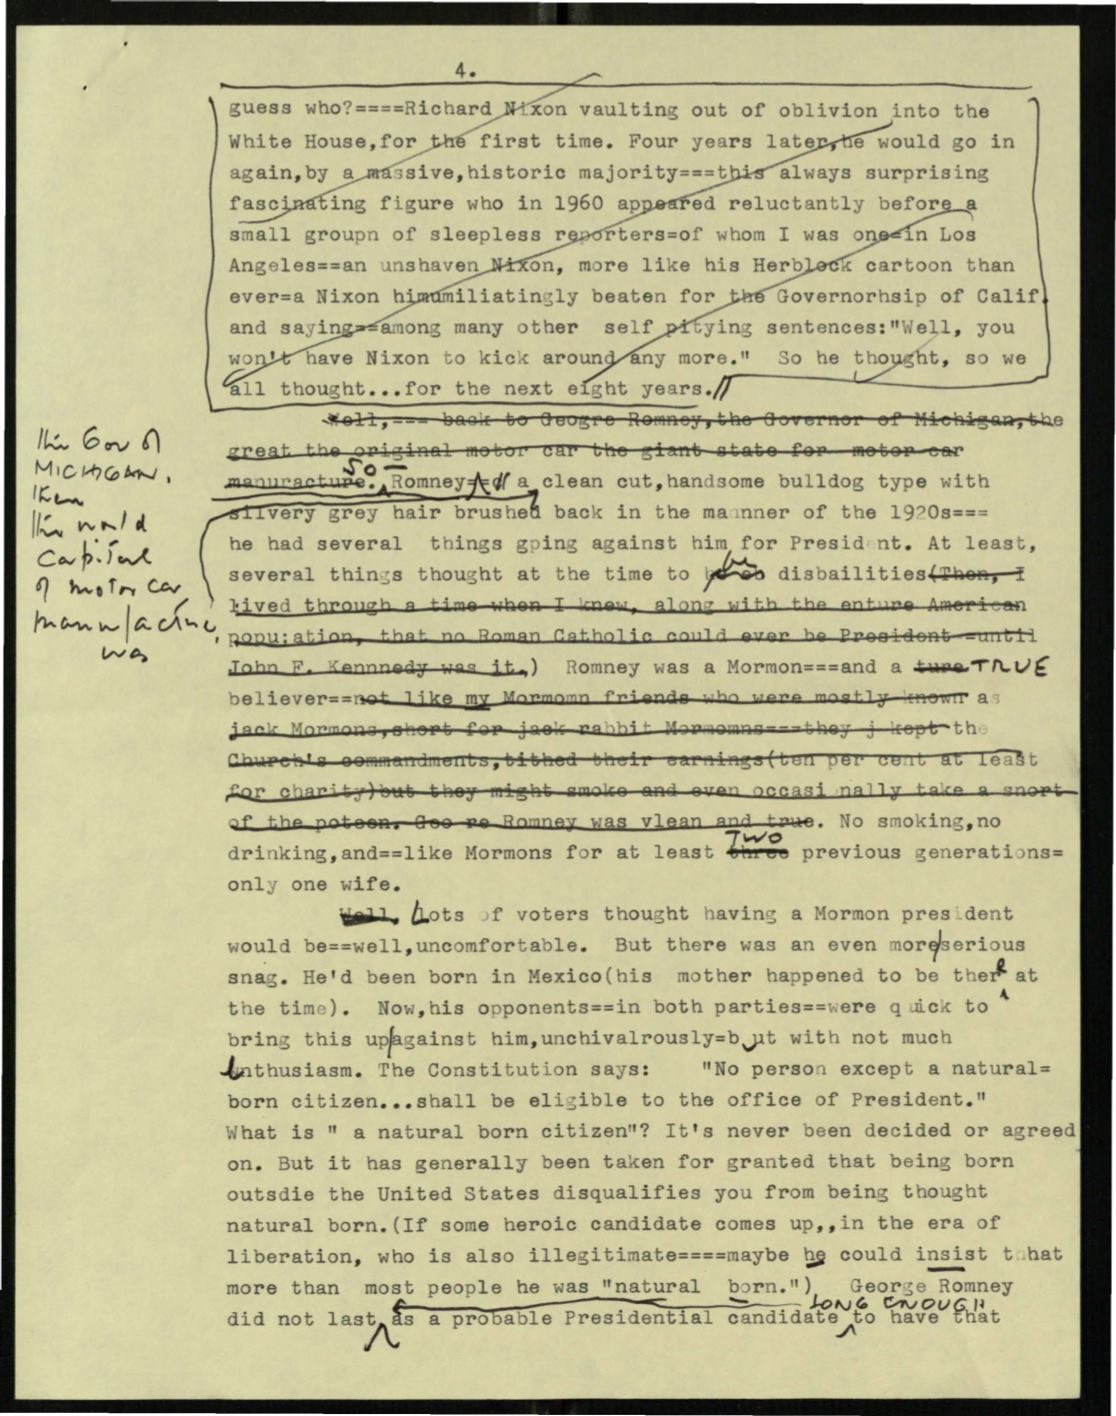 4.
guess who?====Richard Nixon vaulting out of oblivion into the
White House,for the first time. Four years later,he would go in
again,by a massive,historic majority===this always surprising
fascinating figure who in 1960 appeared reluctantly before a
small groupn of sleepless reporters=of whom I was one=in Los
Angeles==an unshaven Nixon, more like his Herblock cartoon than
ever=a Nixon himumiliatingly beaten for the Governorhsip of Calif.
and saying==among many other self pitying sentences:"Well, you
won't have Nixon to kick around any more." So he thought, so we
all thought...for the next eight years.//
Well,=== back to Geogre Romney,the Governor of Michigan,the
great the original motor car the giant state for motor car
manuracture. SO Romney== a clean cut,handsome bulldog type with
the Gov of
MICHIGAN,
then
the world
capital
of motor car
manufacture,
was
silvery grey hair brushed back in the mannner of the 1920s===
he had several things gping against him for President. At least,
several things thought at the time to be disbailities(Then, I
lived through a time when I knew, along with the enture American
popu:ation, that no Roman Catholic could ever be President =until
John F. Kennnedy was it.) Romney was a Mormon===and a ture TRUE
believer==not like my Mormomn friends who were mostly known as
jack Mormons,short for jack rabbit Mormomns===they j kept the
Church's commandments,tithed their earnings(ten per cent at least
for charity)but they might smoke and even occasi nally take a snort
of the poteen. Geo re Romney was vlean and true. No smoking,no
drinking,and==like Mormons for at least three TWO previous generations=
only one wife.
Well, Lots of voters thought having a Mormon president
would be==well,uncomfortable. But there was an even more/serious
snag. He'd been born in Mexico(his mother happened to be there at
the time). Now,his opponents==in both parties==were quick to
bring this up/against him,unchivalrously=b ut with not much
enthusiasm. The Constitution says: "No person except a natural=
born citizen...shall be eligible to the office of President."
What is " a natural born citizen"? It's never been decided or agreed
on. But it has generally been taken for granted that being born
outsdie the United States disqualifies you from being thought
natural born.(If some heroic candidate comes up,,in the era of
liberation, who is also illegitimate====maybe he could insist thhat
more than most people he was "natural born.") George Romney
did not last as a probable Presidential candidate LONG ENOUGH to have that